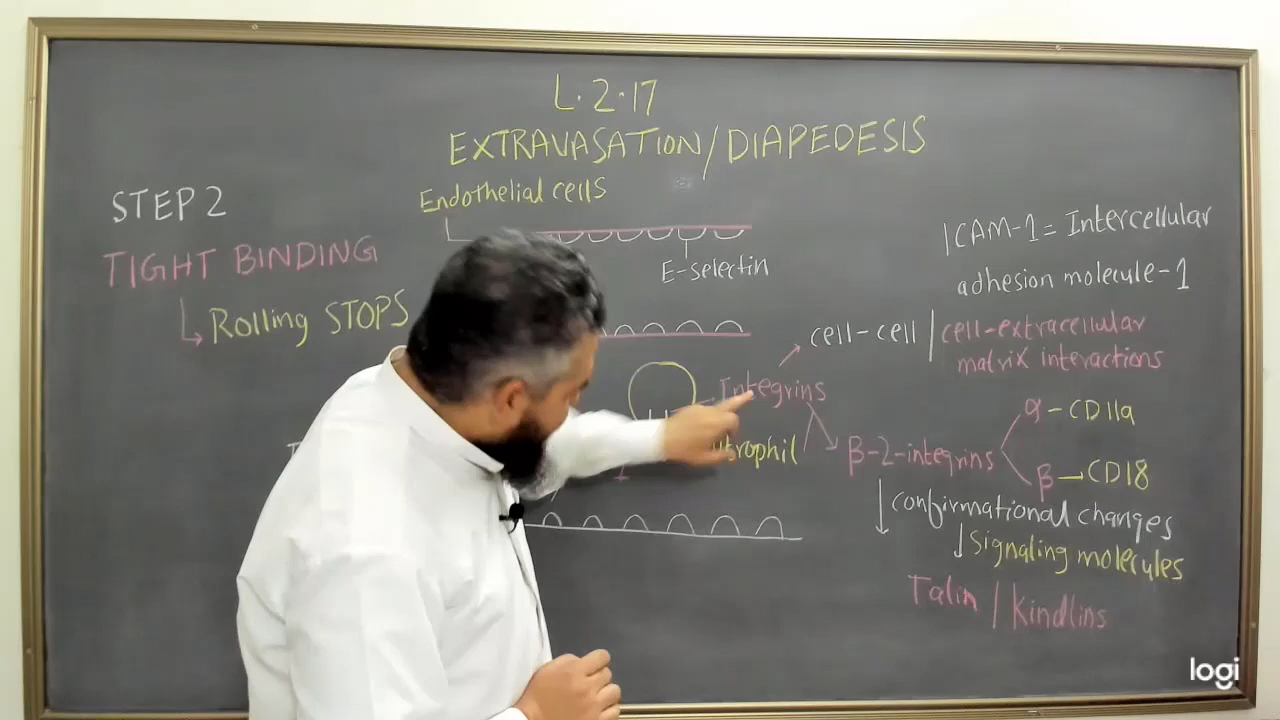 L.2.17
EXTRAVASATION/DIAPEDESIS
STEP 2
TIGHT BINDING
Rolling STOPS
Endothelial cells
E-selectin
ICAM-1 = Intercellular
adhesion molecule-1
cell-cell / cell-extracellular
matrix interactions
Integrins
β-2-integrins
α-CD11a
β→CD18
confirmational changes
Signaling molecules
Talin / Kindlins
logi